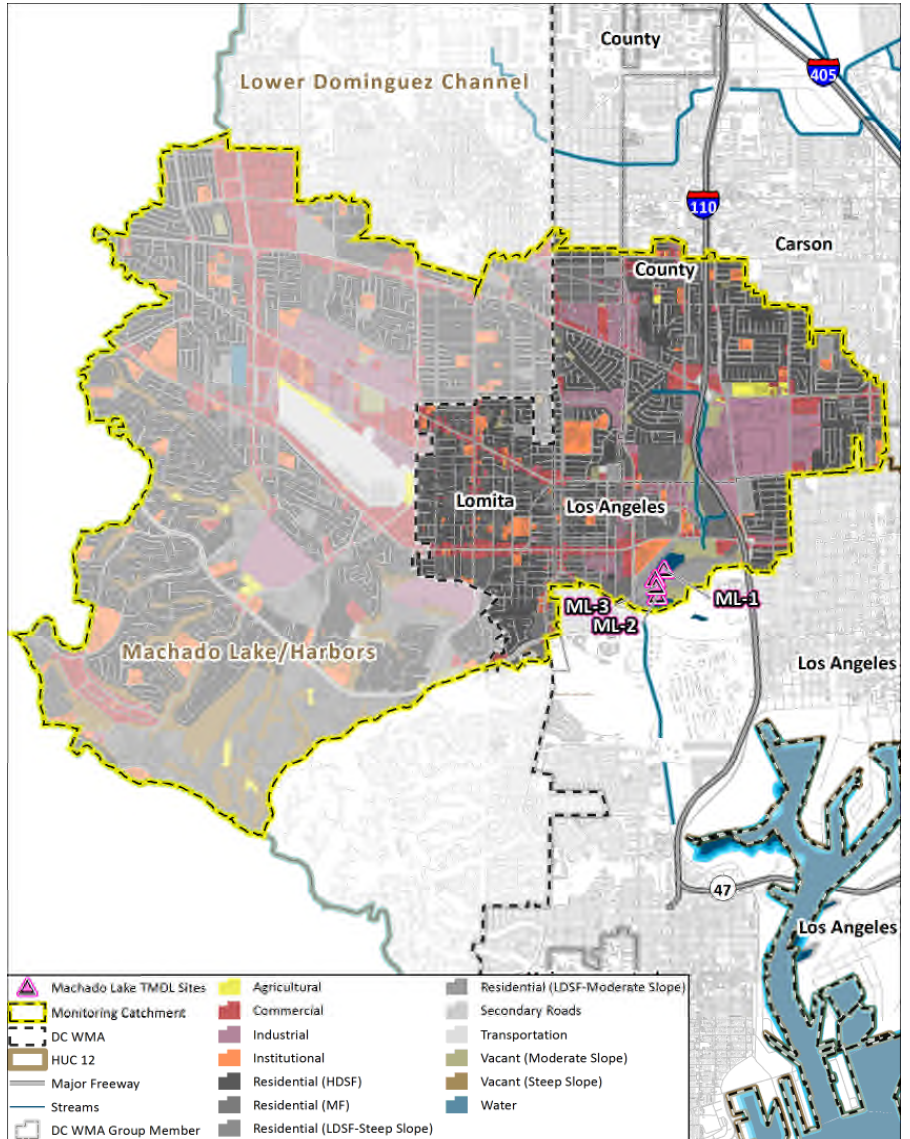 County
405
Lower Dominguez Channel
110
Carson
County
Lomita
Los Angeles
ML-3
ML-1
ML-2
Machado Lake/Harbors
Los Angeles
47
Los Angeles
Machado Lake TMDL Sites
Monitoring Catchment
DC WMA
HUC 12
Major Freeway
Streams
DC WMA Group Member
Agricultural
Commercial
Industrial
Institutional
Residential (HDSF)
Residential (MF)
Residential (LDSF-Steep Slope)
Residential (LDSF-Moderate Slope)
Secondary Roads
Transportation
Vacant (Moderate Slope)
Vacant (Steep Slope)
Water